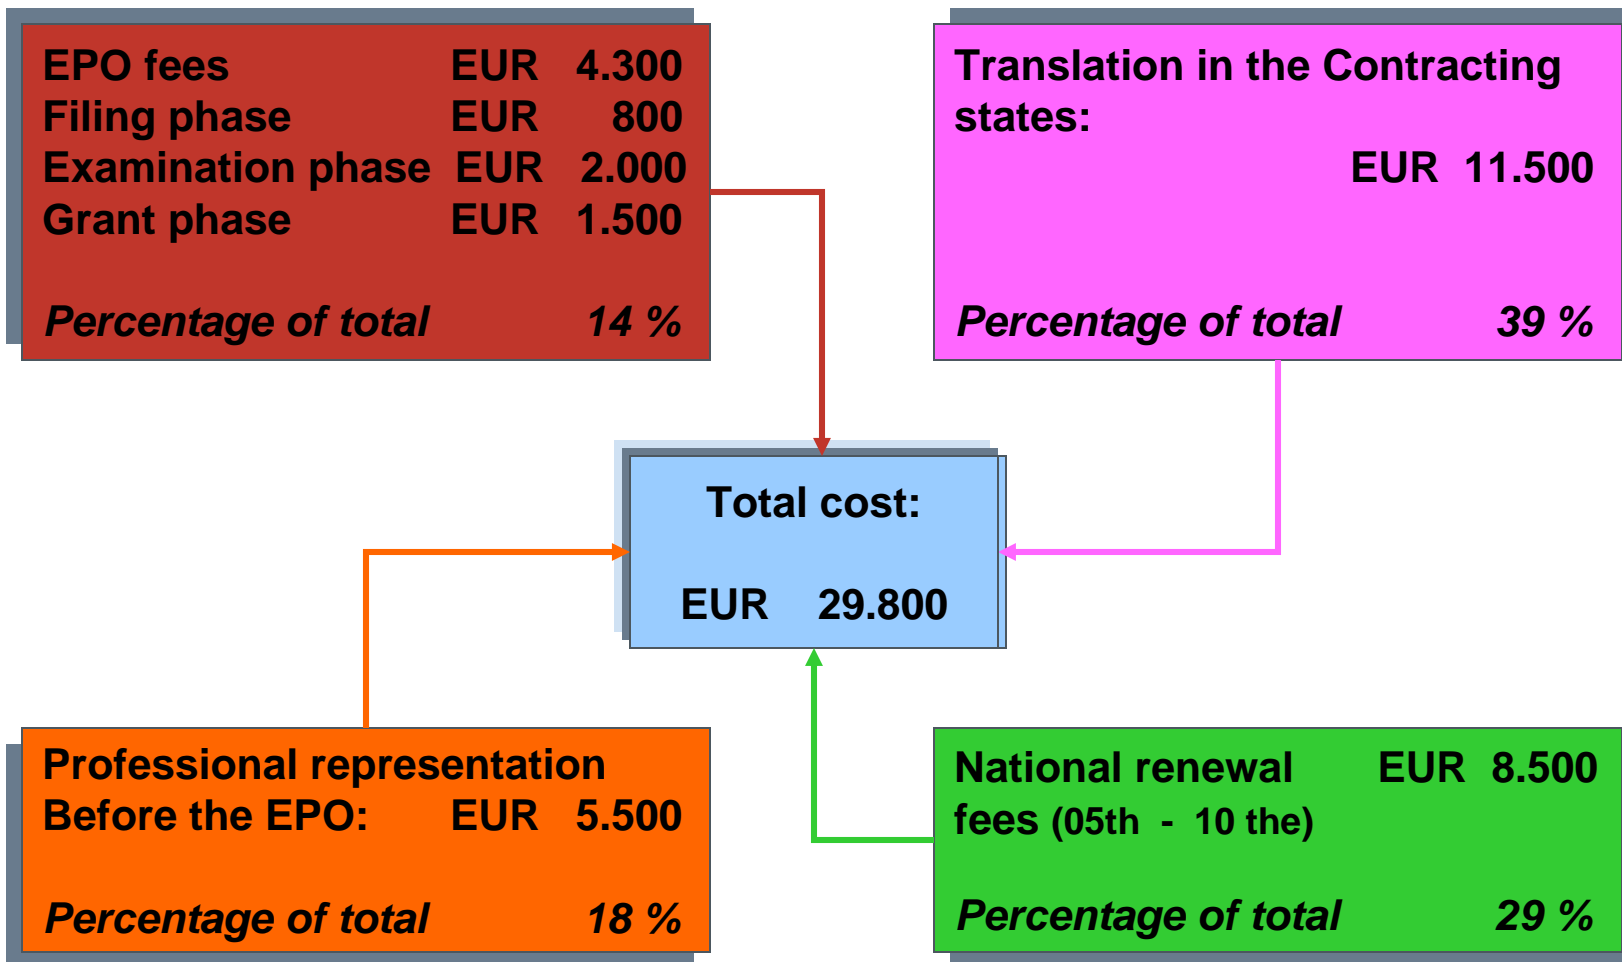 EPO fees EUR 4.300
Filing phase EUR 800
Examination phase EUR 2.000
Grant phase EUR 1.500
Percentage of total 14 %
Translation in the Contracting
states:
EUR 11.500
Percentage of total 39 %
Total cost:
EUR 29.800
Professional representation
Before the EPO: EUR 5.500
Percentage of total 18 %
National renewal EUR 8.500
fees (05th - 10 the)
Percentage of total 29 %